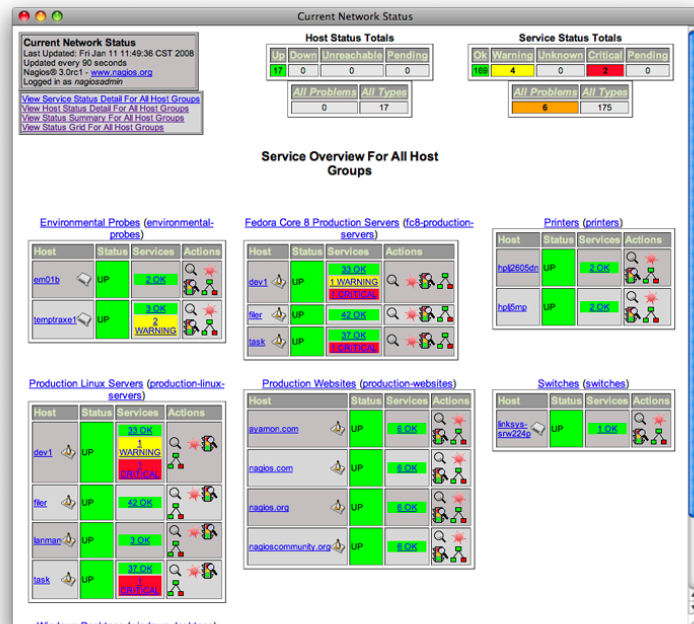 Current Network Status
Current Network Status
Last Updated: Fri Jan 11 11:49:36 CST 2008
Updated every 90 seconds
Nagios® 3.0rc1 - www.nagios.org
Logged in as nagiosadmin
View Service Status Detail For All Host Groups
View Host Status Detail For All Host Groups
View Status Summary For All Host Groups
View Status Grid For All Host Groups
Host Status Totals
Up Down Unreachable Pending
17 0 0 0
All Problems All Types
0 17
Service Status Totals
Ok Warning Unknown Critical Pending
169 4 0 2 0
All Problems All Types
6 175
Service Overview For All Host
Groups
Environmental Probes (environmental-
probes)
Host Status Services Actions
em01b UP 2 OK
temptraxe1 UP 3 OK
2
WARNING
Fedora Core 8 Production Servers (fc8-production-
servers)
Host Status Services Actions
dev1 UP 33 OK
1 WARNING
1 CRITICAL
filer UP 42 OK
task UP 37 OK
1 CRITICAL
Printers (printers)
Host Status Services Actions
hplj2605dn UP 2 OK
hplj5mp UP 2 OK
Production Linux Servers (production-linux-
servers)
Host Status Services Actions
dev1 UP 33 OK
1
WARNING
1
CRITICAL
filer UP 42 OK
lanman UP 3 OK
task UP 37 OK
1
CRITICAL
Production Websites (production-websites)
Host Status Services Actions
ayamon.com UP 6 OK
nagios.com UP 6 OK
nagios.org UP 6 OK
nagioscommunity.org UP 6 OK
Switches (switches)
Host Status Services Actions
linksys-
srw224p UP 1 OK